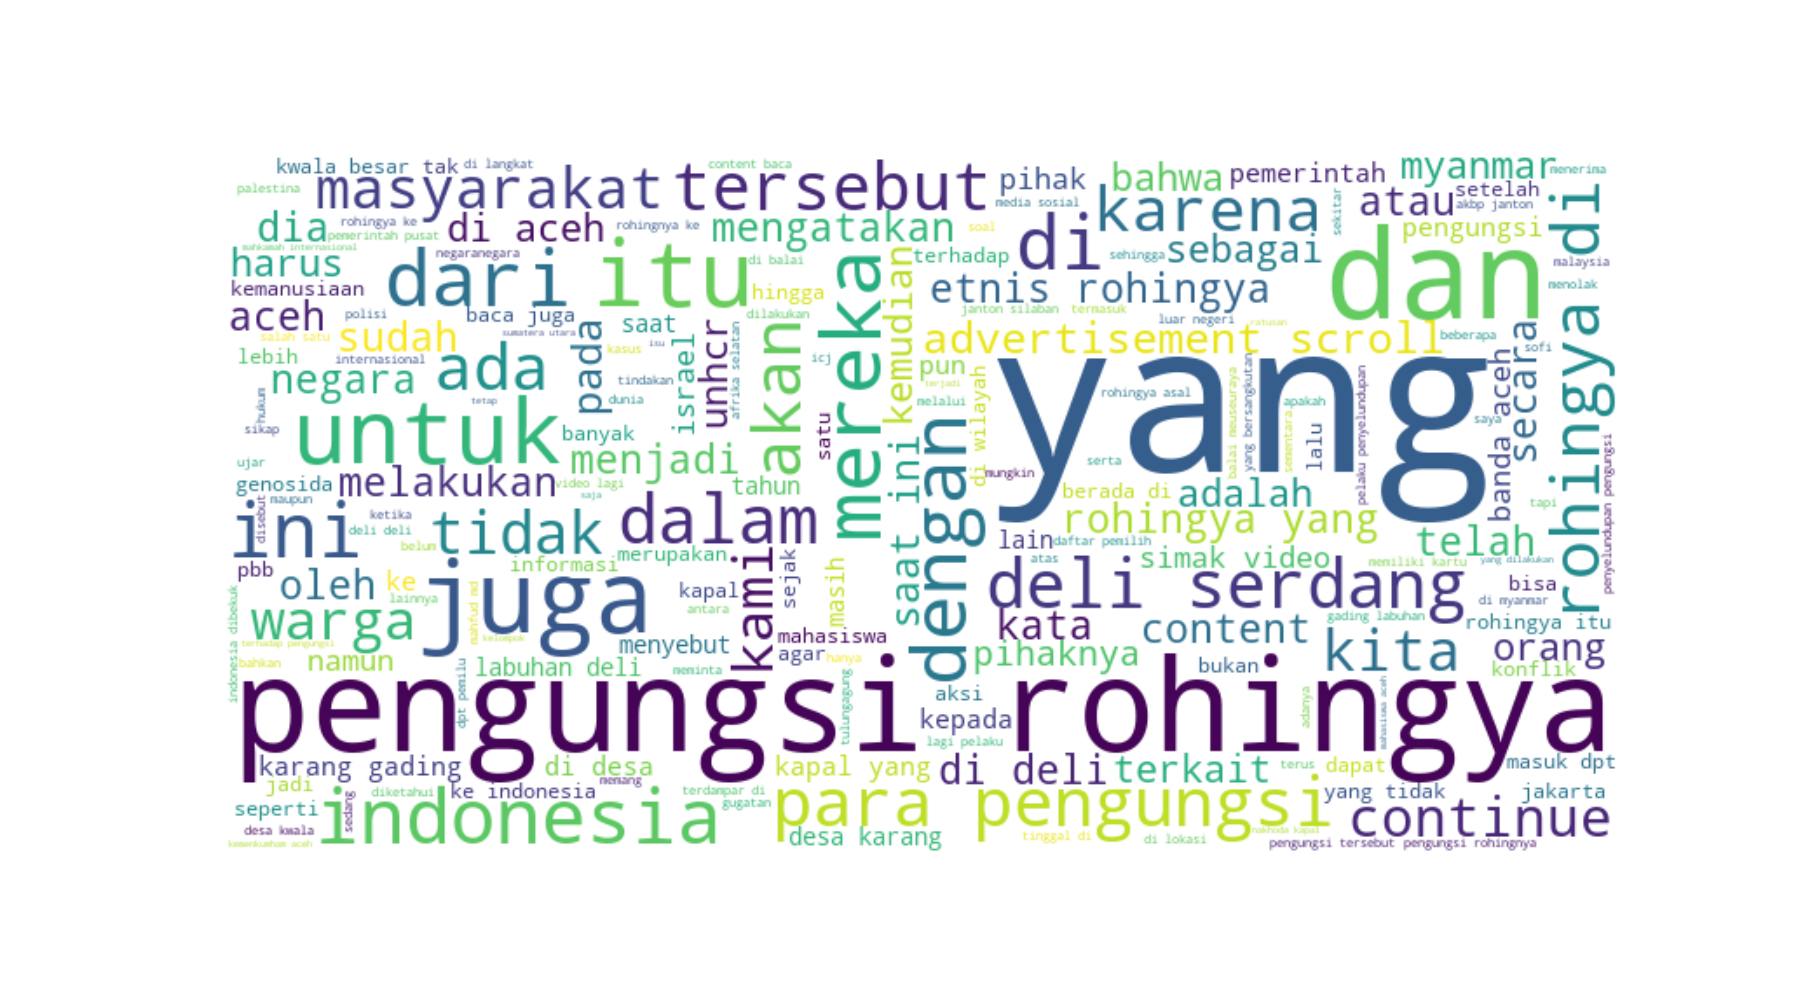 kwala besar tak
di langkat
content baca
myanmar
menerima
palestina
masyarakat
tersebut
pihak
bahwa
pemerintah
setelah
media sosial
karena
atau
akbp janton
dia
rohingya ke
pemerintah pusat
di aceh
rohingnya ke
mengatakan
soal
di
sekitar
pengungsi
rohingya di
mahkamah internasional
negaranegara
harus
dari
itu
di balai
mereka
kemudian
terhadap
sehingga
sebagai
dan
malaysia
kemanusiaan
hingga
etnis rohingya
menolak
aceh
polisi
baca juga
saat
dilakukan
janton silaban
termasuk
luar negeri
ratusan
salah satu
sudah
sumatera utara
pada
kasus
isu
unhcr
afrika selatan
akan
advertisement scroll
beberapa
secara
sofi
lebih
internasional
icj
negara
ada
tindakan
israel
pun
terjadi
yang
rohingya asal
banda aceh
hukum
tetap
dunia
melalui
di wilayah
apakah
saya
sikap
untuk
banyak
satu
dengan
balai meuseuraya
yang bersangkutan
sementara
lalu
pelaku penyelundupan
penyelundupan pengungsi
ujar
menjadi
saat ini
serta
mungkin
genosida
melakukan
video lagi
tahun
berada di
adalah
disebut
maupun
saja
rohingya yang
tapi
ini
ketika
tidak
dalam
deli deli
lain
daftar pemilih
telah
belum
merupakan
kami
sejak
masih
atas
simak video
memiliki kartu
yang dilakukan
pbb
oleh
ke
informasi
kapal
deli serdang
bisa
indonesia dibekuk
lainnya
juga
antara
di myanmar
warga
mahfud md
kata
content
gading labuhan
rohingya itu
kelompok
mahasiswa
terhadap pengungsi
menyebut
agar
hanya
pihaknya
kita
orang
bahkan
namun
dpt pemilu
labuhan deli
meminta
tulungagung
bukan
konflik
pengungsi rohingya
aksi
adanya
mahasiswa aceh
kepada
lagi pelaku
karang gading
di desa
kapal yang
di deli
terkait
terus
dapat
masuk dpt
jadi
diketahui
ke indonesia
memang
terdampar di
para pengungsi
yang tidak
jakarta
seperti
sedang
indonesia
gugatan
continue
desa kwala
desa karang
tinggal di
nakhoda kapal
di lokasi
kemenkumham aceh
pengungsi tersebut
pengungsi rohingnya